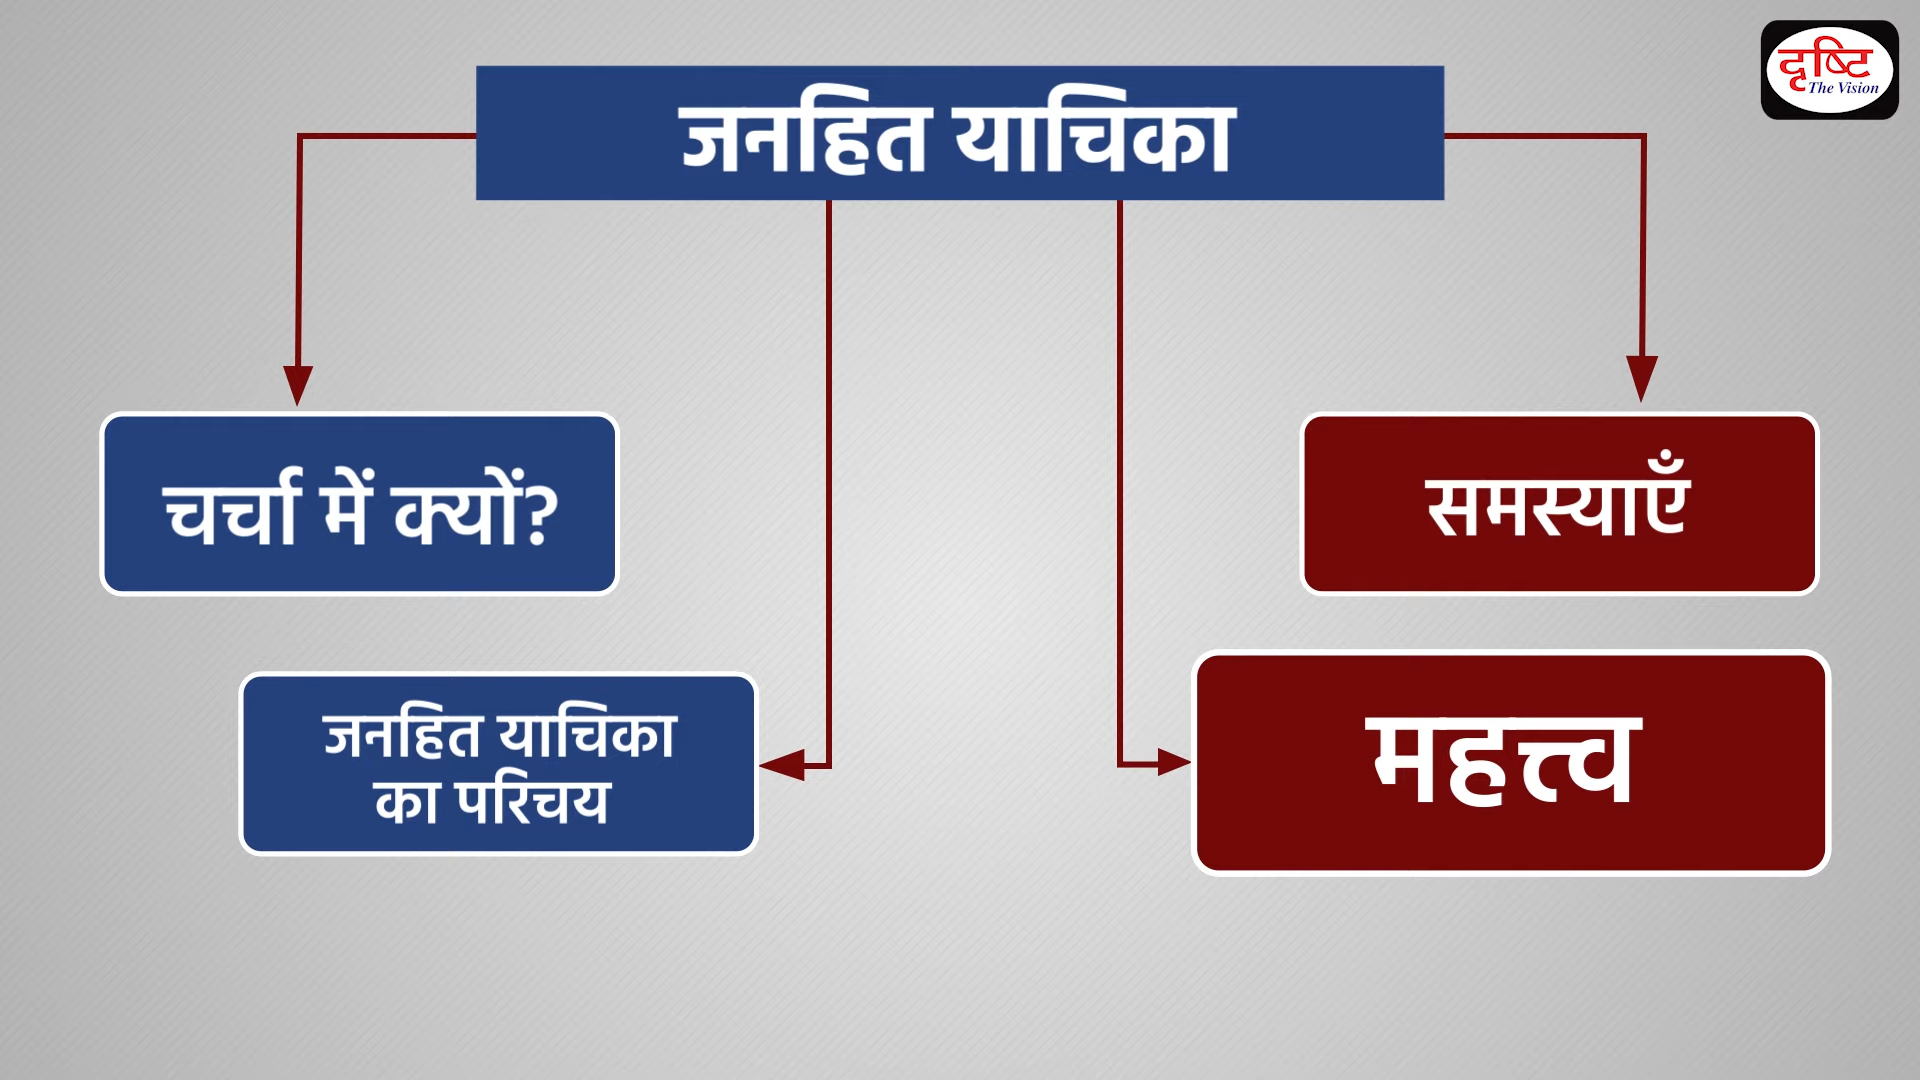 दृष्टि
The Vision
जनहित याचिका
चर्चा में क्यों?
समस्याएँ
जनहित याचिका
का परिचय
महत्त्व